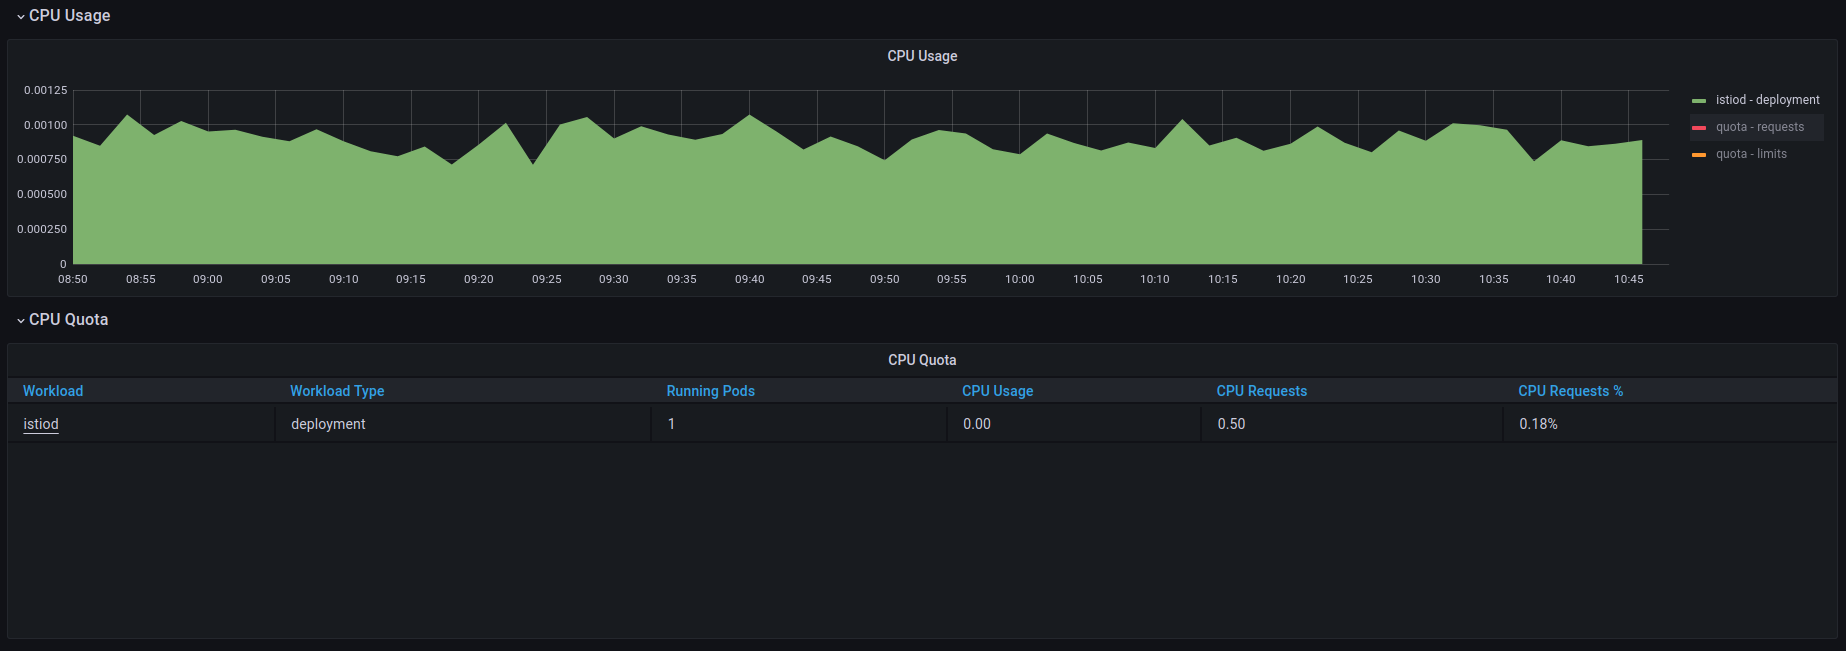 CPU Usage
CPU Usage
0.00125
0.00100
0.000750
0.000500
0.000250
0
08:50 08:55 09:00 09:05 09:10 09:15 09:20 09:25 09:30 09:35 09:40 09:45 09:50 09:55 10:00 10:05 10:10 10:15 10:20 10:25 10:30 10:35 10:40 10:45
istiod - deployment
quota - requests
quota - limits
CPU Quota
CPU Quota
Workload Workload Type Running Pods CPU Usage CPU Requests CPU Requests %
istiod deployment 1 0.00 0.50 0.18%